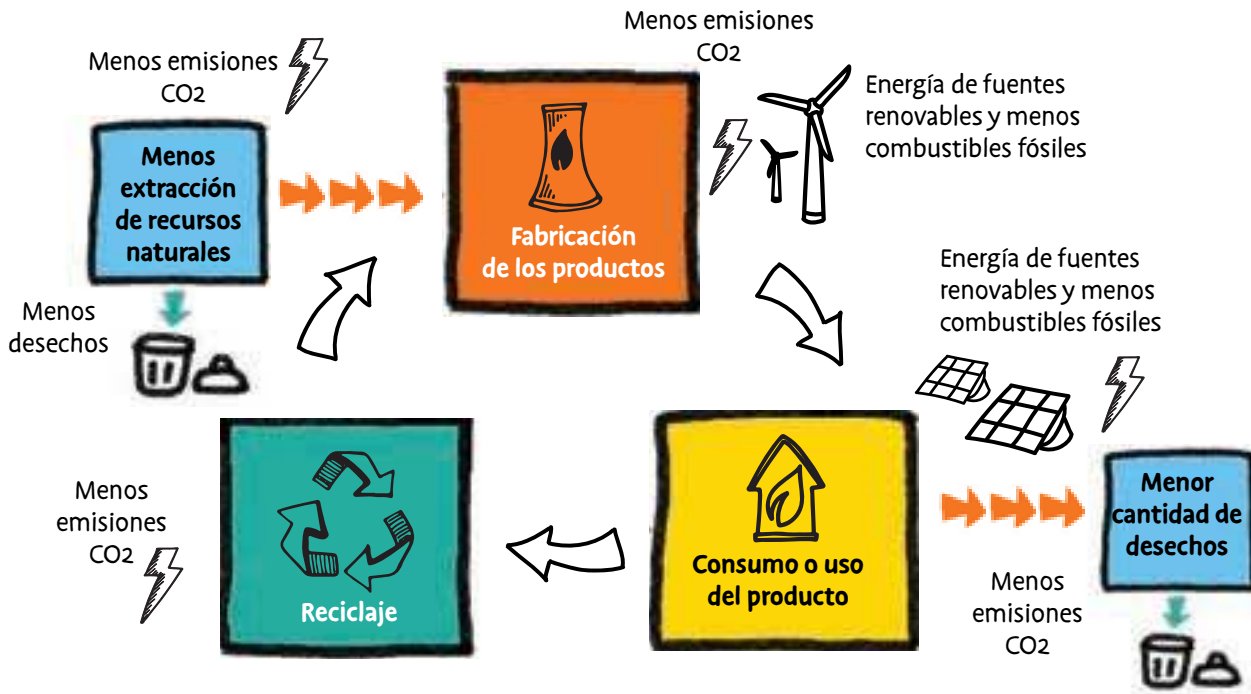 Menos emisiones
CO2
Menos
extracción
de recursos
naturales
Menos
desechos
Menos emisiones
CO2
Energía de fuentes
renovables y menos
combustibles fósiles
Fabricación
de los productos
Energía de fuentes
renovables y menos
combustibles fósiles
Consumo o uso
del producto
Menor
cantidad de
desechos
Menos
emisiones
CO2
Reciclaje
Menos
emisiones
CO2